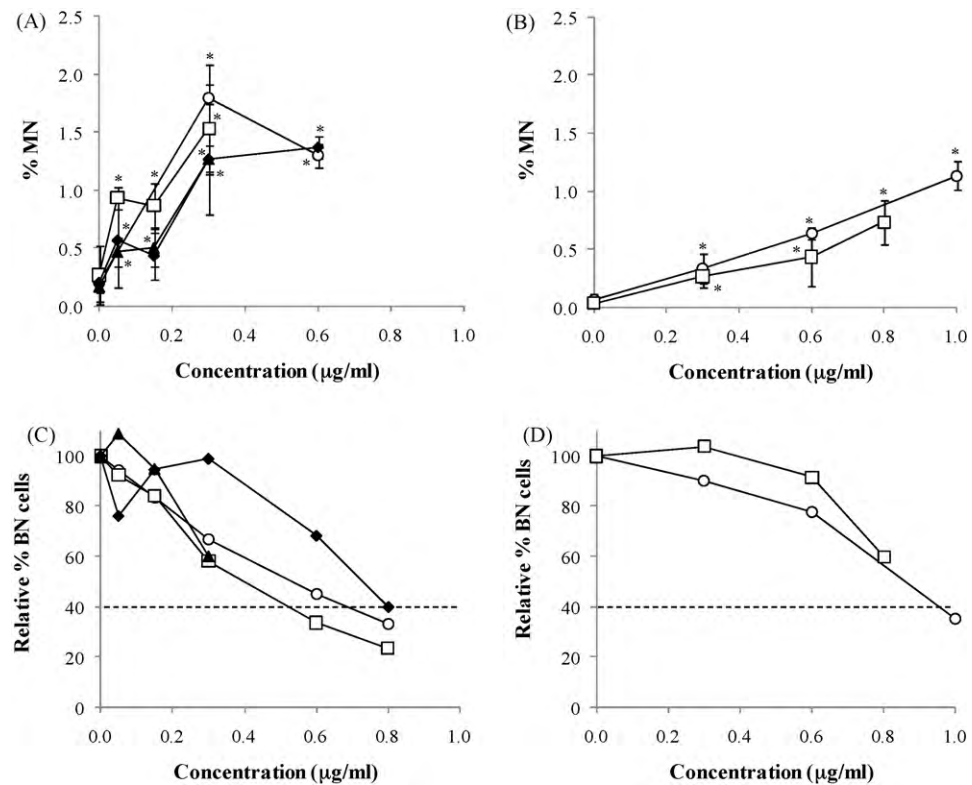 (A)
2.5
2.0
1.5
1.0
0.5
0.0
% MN
* * * * * * * * * * * *
0.0 0.2 0.4 0.6 0.8 1.0
Concentration (µg/ml)
(B)
2.5
2.0
1.5
1.0
0.5
0.0
% MN
* * * * * *
0.0 0.2 0.4 0.6 0.8 1.0
Concentration (µg/ml)
(C)
100
80
60
40
20
0
Relative % BN cells
0.0 0.2 0.4 0.6 0.8 1.0
Concentration (µg/ml)
(D)
100
80
60
40
20
0
Relative % BN cells
0.0 0.2 0.4 0.6 0.8 1.0
Concentration (µg/ml)